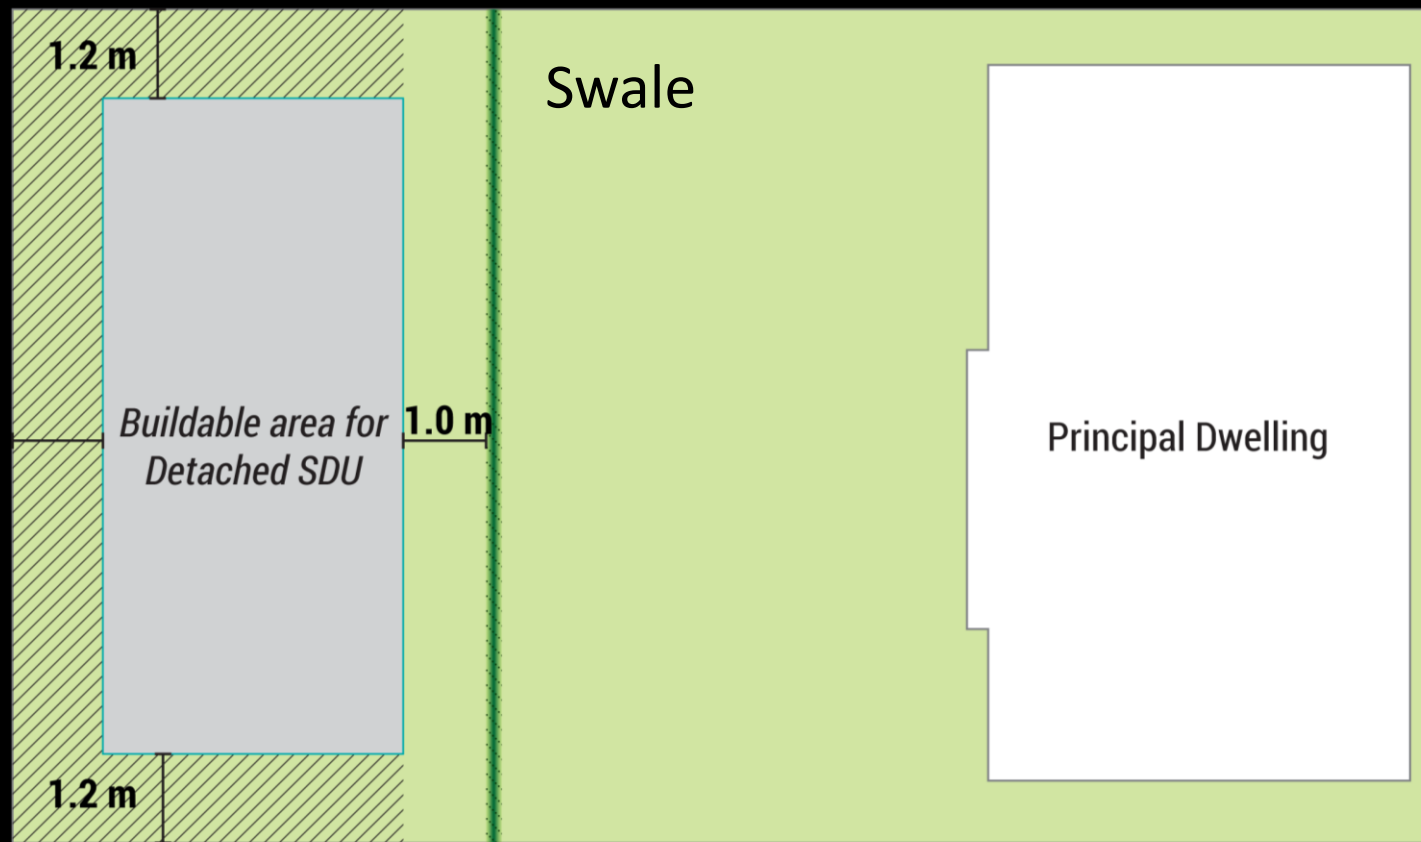 1.2 m
Swale
Buildable area for
Detached SDU
1.0 m
Principal Dwelling
1.2 m